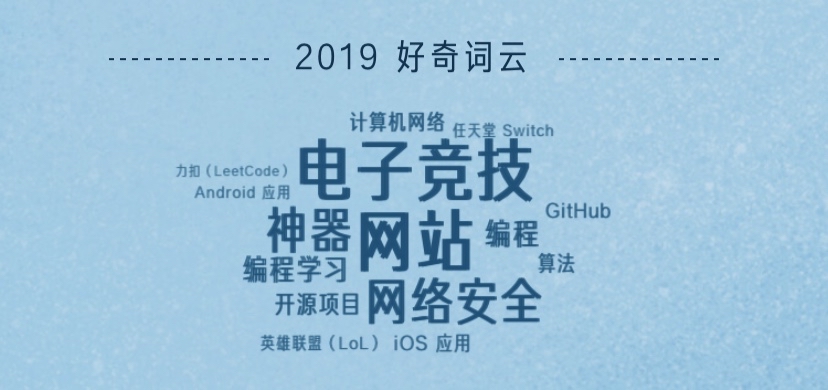 2019 好奇词云
计算机网络
任天堂 Switch
电子竞技
力扣（LeetCode）
Android 应用
GitHub
神器
网站
编程
算法
编程学习
开源项目
网络安全
英雄联盟（LoL）
iOS 应用